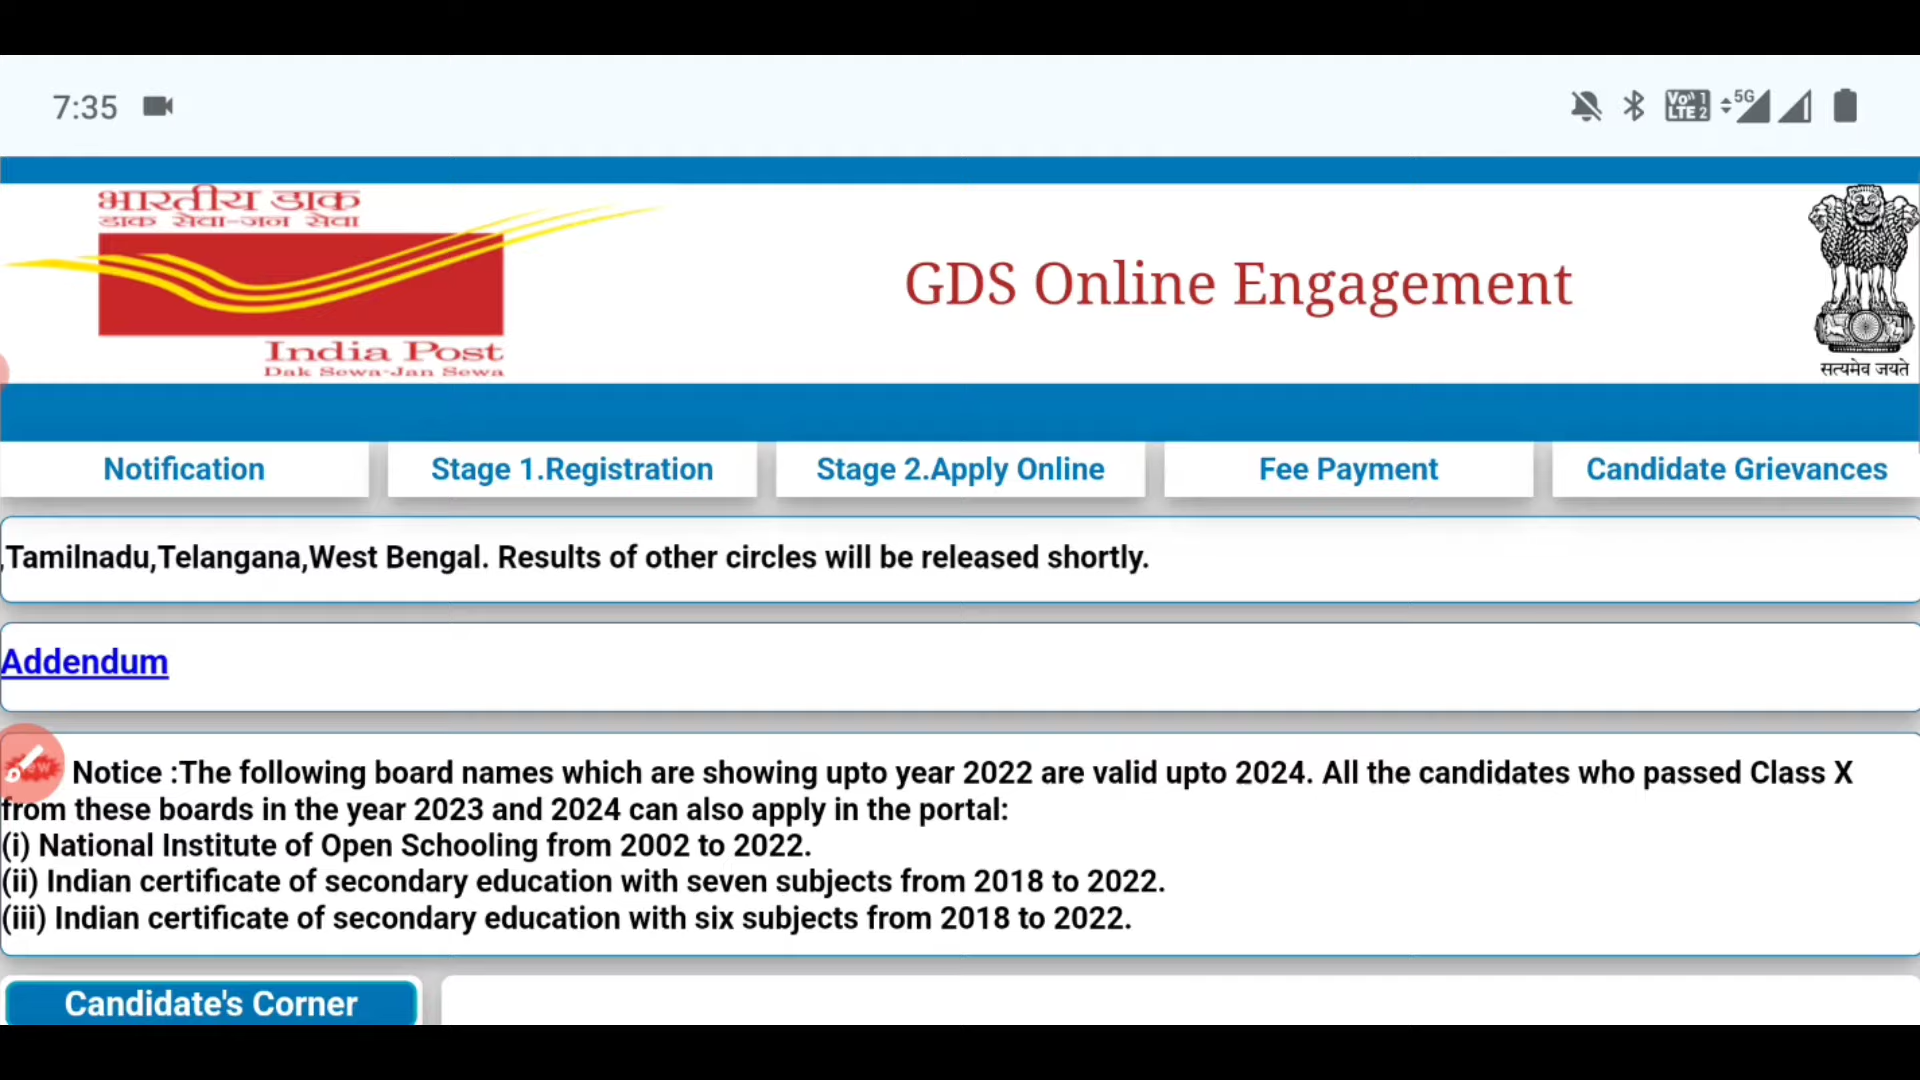 7:35
Vo)) 1
LTE 2
5G
भारतीय डाक
डाक सेवा-जन सेवा
India Post
Dak Sewa-Jan Sewa
GDS Online Engagement
सत्यमेव जयते
Notification
Stage 1.Registration
Stage 2.Apply Online
Fee Payment
Candidate Grievances
,Tamilnadu,Telangana,West Bengal. Results of other circles will be released shortly.
Addendum
Notice :The following board names which are showing upto year 2022 are valid upto 2024. All the candidates who passed Class X
from these boards in the year 2023 and 2024 can also apply in the portal:
(i) National Institute of Open Schooling from 2002 to 2022.
(ii) Indian certificate of secondary education with seven subjects from 2018 to 2022.
(iii) Indian certificate of secondary education with six subjects from 2018 to 2022.
Candidate's Corner